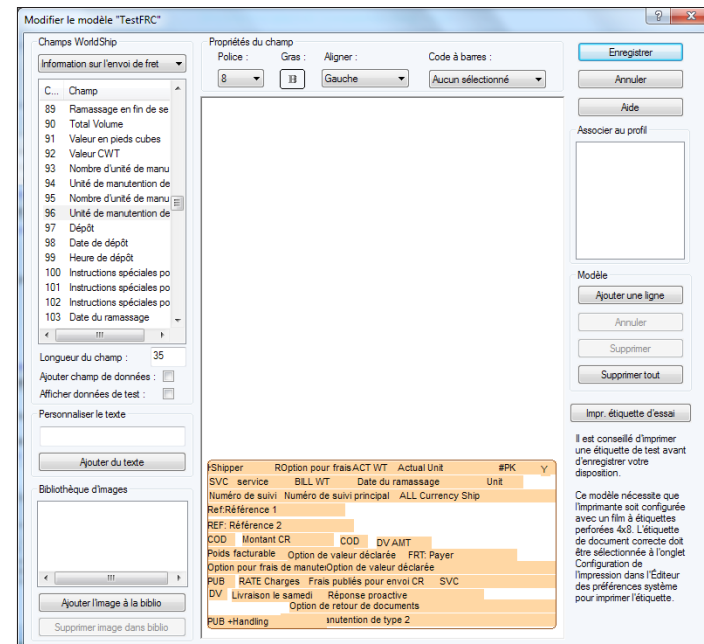 Modifier le modèle "TestFRC"
Champs WorldShip
Information sur l'envoi de fret
C... Champ
89 Ramassage en fin de se
90 Total Volume
91 Valeur en pieds cubes
92 Valeur CWT
93 Nombre d'unité de manu
94 Unité de manutention de
95 Nombre d'unité de manu
96 Unité de manutention de
97 Dépôt
98 Date de dépôt
99 Heure de dépôt
100 Instructions spéciales po
101 Instructions spéciales po
102 Instructions spéciales po
103 Date du ramassage
Longueur du champ : 35
Ajouter champ de données :
Afficher données de test :
Personnaliser le texte
Ajouter du texte
Bibliothèque d'images
Ajouter l'image à la biblio
Supprimer image dans biblio
Propriétés du champ
Police : Gras : Aligner : Code à barres :
8 B Gauche Aucun sélectionné
Shipper ROption pour frais ACT WT Actual Unit #PK Y
SVC service BILL WT Date du ramassage Unit
Numéro de suivi Numéro de suivi principal ALL Currency Ship
Ref:Référence 1
REF: Référence 2
COD Montant CR COD DV AMT
Poids facturable Option de valeur déclarée FRT: Payer
Option pour frais de manute Option de valeur déclarée
PUB RATE Charges Frais publiés pour envoi CR SVC
DV Livraison le samedi Réponse proactive
Option de retour de documents
PUB +Handling anutention de type 2
Enregistrer
Annuler
Aide
Associer au profil
Modèle
Ajouter une ligne
Annuler
Supprimer
Supprimer tout
Impr. étiquette d'essai
Il est conseillé d'imprimer
une étiquette de test avant
d'enregistrer votre
disposition.
Ce modèle nécessite que
l'imprimante soit configurée
avec un film à étiquettes
perforées 4x8. L'étiquette
de document correcte doit
être sélectionnée à l'onglet
Configuration de
l'impression dans l'Éditeur
des préférences système
pour imprimer l'étiquette.